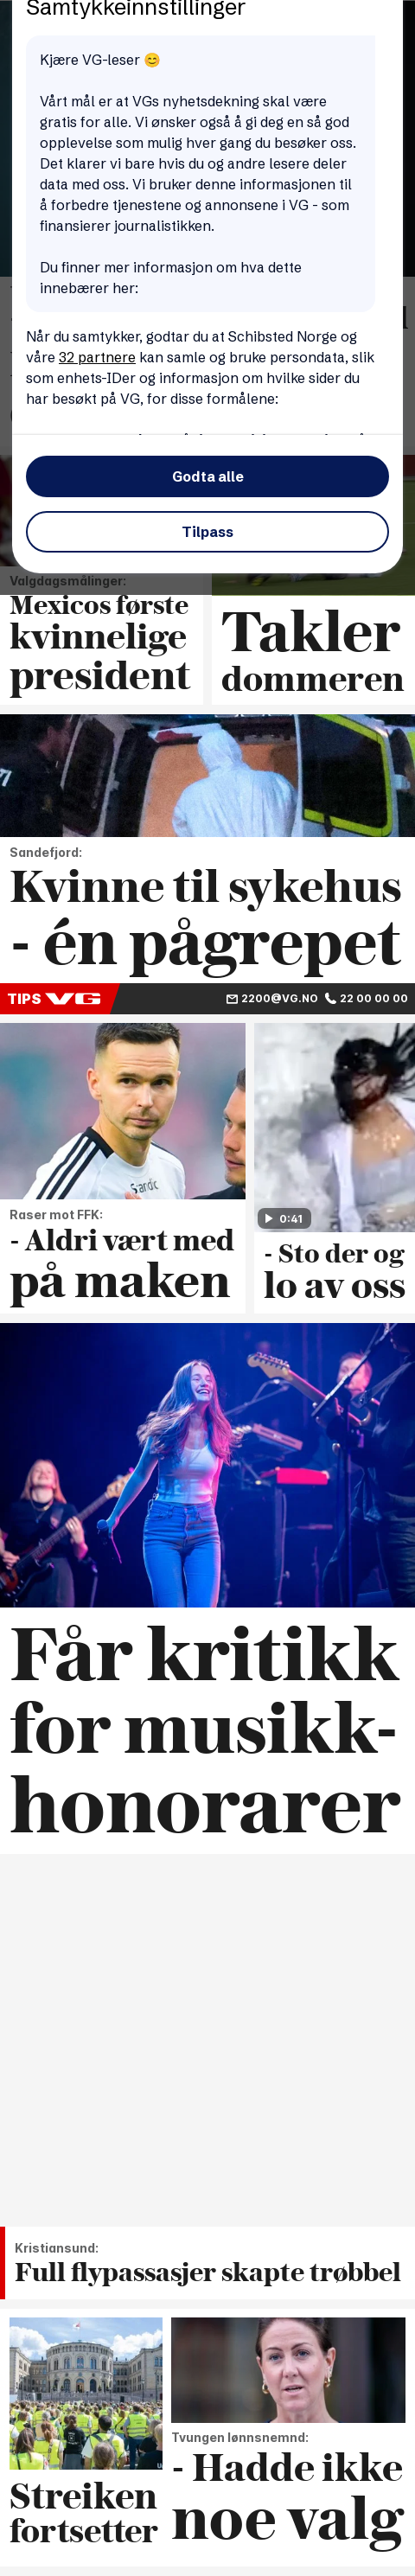 Samtykkeinnstillinger
Kjære VG-leser 😊
Vårt mål er at VGs nyhetsdekning skal være
gratis for alle. Vi ønsker også å gi deg en så god
opplevelse som mulig hver gang du besøker oss.
Det klarer vi bare hvis du og andre lesere deler
data med oss. Vi bruker denne informasjonen til
å forbedre tjenestene og annonsene i VG - som
finansierer journalistikken.
Du finner mer informasjon om hva dette
innebærer her:
Når du samtykker, godtar du at Schibsted Norge og
våre 32 partnere kan samle og bruke persondata, slik
som enhets-IDer og informasjon om hvilke sider du
har besøkt på VG, for disse formålene:
Godta alle
Tilpass
Valgdagsmålinger:
Mexicos første
kvinnelige
president
Takler
dommeren
Sandefjord:
Kvinne til sykehus
- én pågrepet
TIPS VG 2200@VG.NO 22 00 00 00
Raser mot FFK:
- Aldri vært med
på maken
0:41
- Sto der og
lo av oss
Får kritikk
for musikk-
honorarer
Kristiansund:
Full flypassasjer skapte trøbbel
Streiken
fortsetter
Tvungen lønnsnemnd:
- Hadde ikke
noe valg